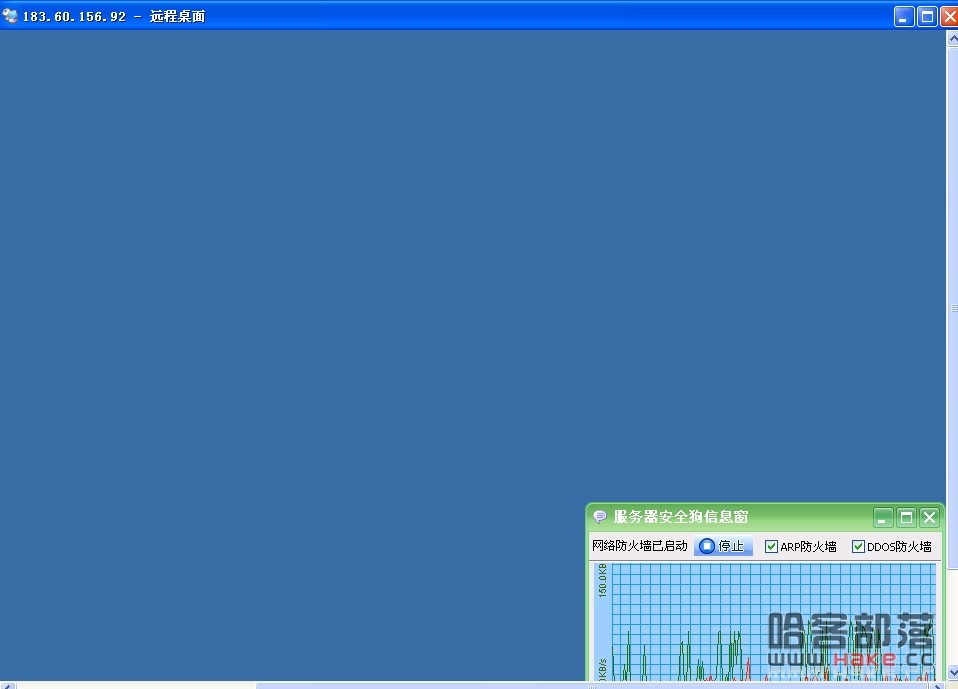 183.60.156.92 - 远程桌面
服务器安全狗信息窗
网络防火墙已启动 停止 ARP防火墙 DDOS防火墙
150.0KB
KB/s
哈客部落
www.Hake.cc